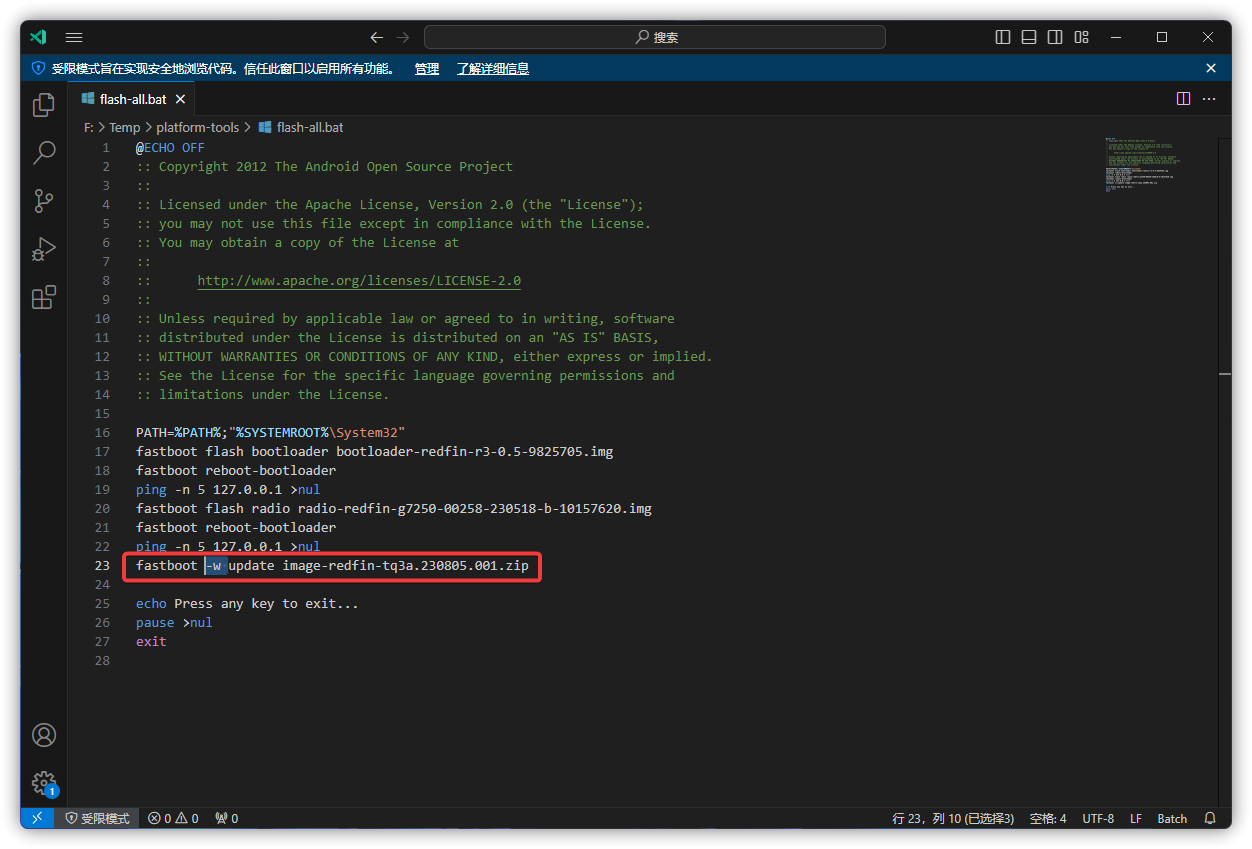 搜索
受限模式旨在实现安全地浏览代码。信任此窗口以启用所有功能。 管理 了解详细信息
flash-all.bat
F: > Temp > platform-tools > flash-all.bat
1 @ECHO OFF
2 :: Copyright 2012 The Android Open Source Project
3 ::
4 :: Licensed under the Apache License, Version 2.0 (the "License");
5 :: you may not use this file except in compliance with the License.
6 :: You may obtain a copy of the License at
7 ::
8 ::      http://www.apache.org/licenses/LICENSE-2.0
9 ::
10 :: Unless required by applicable law or agreed to in writing, software
11 :: distributed under the License is distributed on an "AS IS" BASIS,
12 :: WITHOUT WARRANTIES OR CONDITIONS OF ANY KIND, either express or implied.
13 :: See the License for the specific language governing permissions and
14 :: limitations under the License.
15
16 PATH=%PATH%;"%SYSTEMROOT%\System32"
17 fastboot flash bootloader bootloader-redfin-r3-0.5-9825705.img
18 fastboot reboot-bootloader
19 ping -n 5 127.0.0.1 >nul
20 fastboot flash radio radio-redfin-g7250-00258-230518-b-10157620.img
21 fastboot reboot-bootloader
22 ping -n 5 127.0.0.1 >nul
23 fastboot -w update image-redfin-tq3a.230805.001.zip
24
25 echo Press any key to exit...
26 pause >nul
27 exit
28
1
受限模式 0 0 0 行 23，列 10 (已选择3) 空格: 4 UTF-8 LF Batch